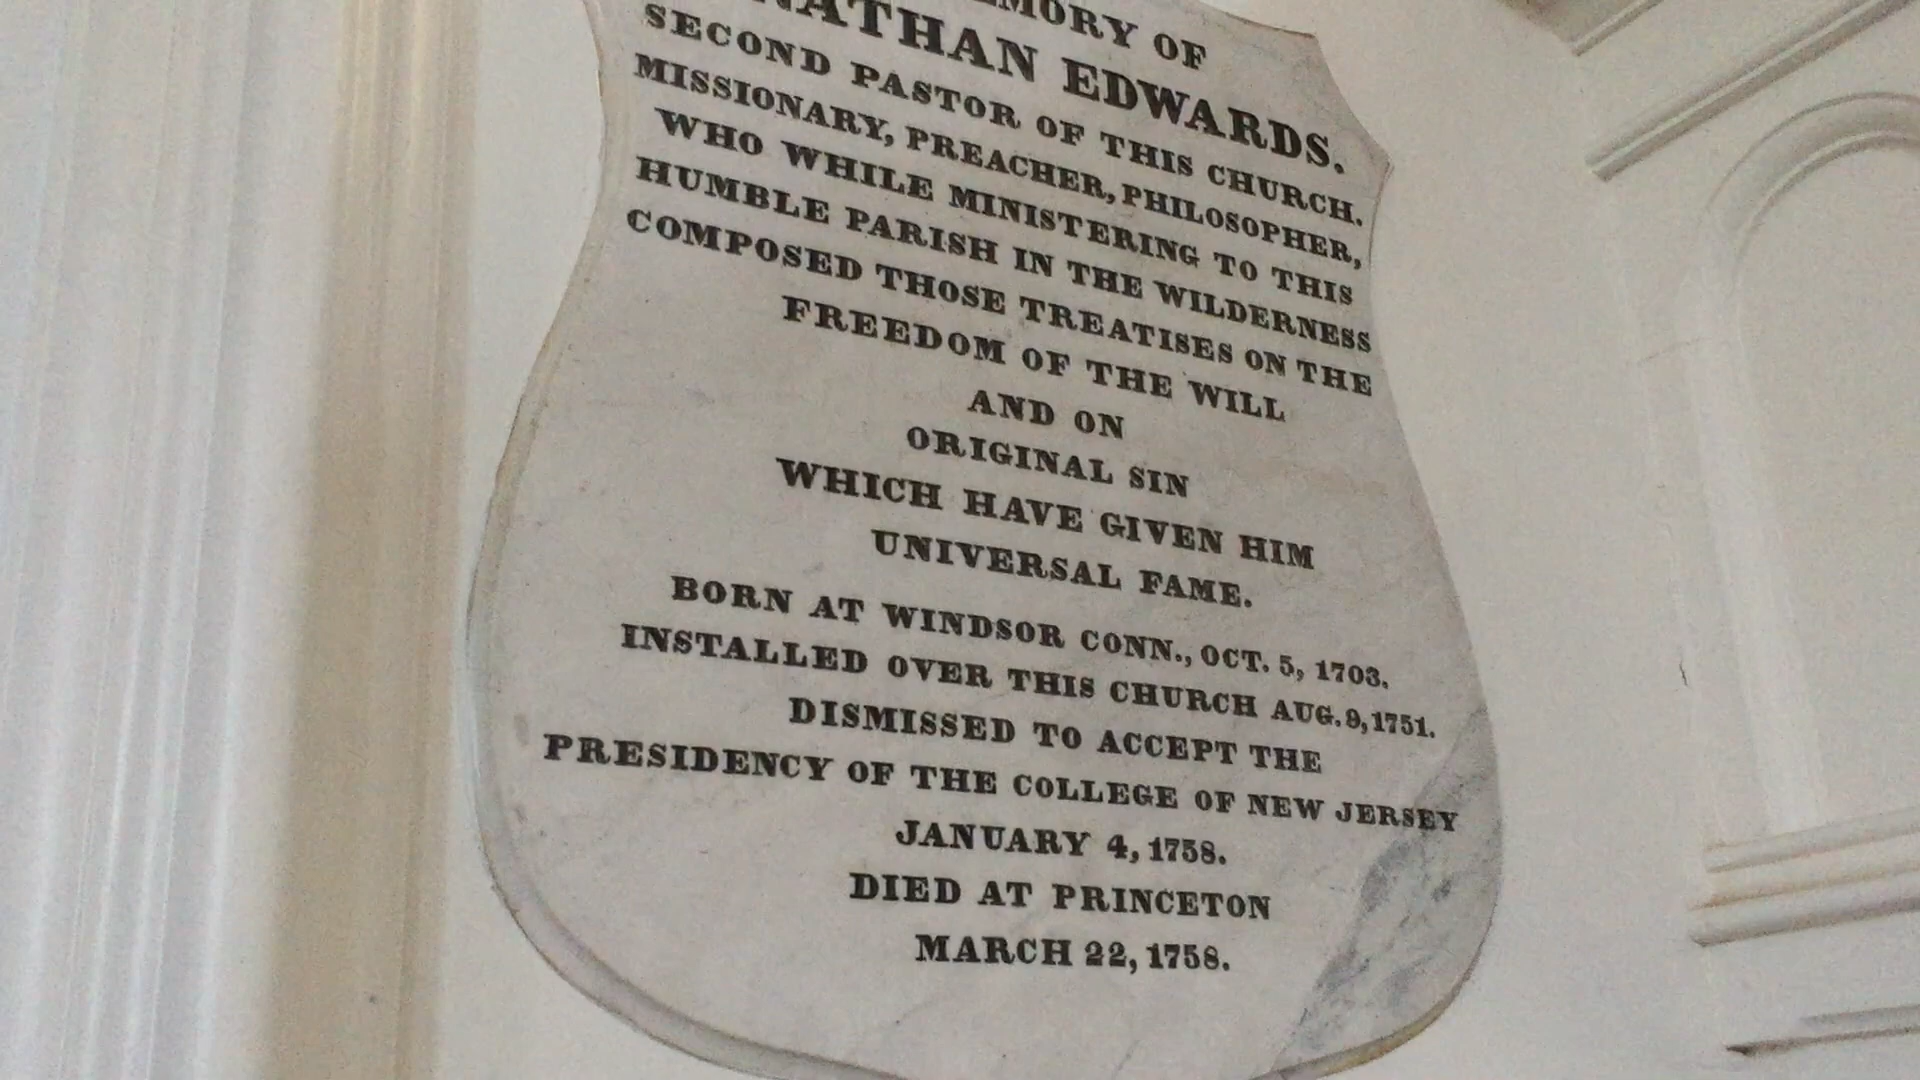 MEMORY OF
NATHAN EDWARDS.
SECOND PASTOR OF THIS CHURCH.
MISSIONARY, PREACHER, PHILOSOPHER,
WHO WHILE MINISTERING TO THIS
HUMBLE PARISH IN THE WILDERNESS
COMPOSED THOSE TREATISES ON THE
FREEDOM OF THE WILL
AND ON
ORIGINAL SIN
WHICH HAVE GIVEN HIM
UNIVERSAL FAME.
BORN AT WINDSOR CONN., OCT. 5, 1703.
INSTALLED OVER THIS CHURCH AUG. 9, 1751.
DISMISSED TO ACCEPT THE
PRESIDENCY OF THE COLLEGE OF NEW JERSEY
JANUARY 4, 1758.
DIED AT PRINCETON
MARCH 22, 1758.